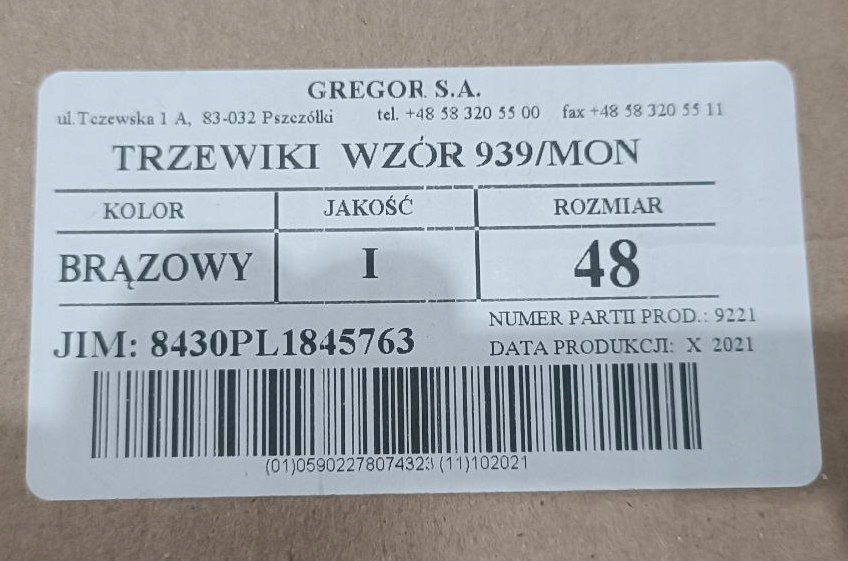 GREGOR S.A.
ul.Tczewska 1 A, 83-032 Pszczółki tel. +48 58 320 55 00 fax +48 58 320 55 11
TRZEWIKI WZÓR 939/MON
KOLOR JAKOŚĆ ROZMIAR
BRĄZOWY I 48
NUMER PARTII PROD.: 9221
JIM: 8430PL1845763 DATA PRODUKCJI: X 2021
(01)05902278074323 (11)102021